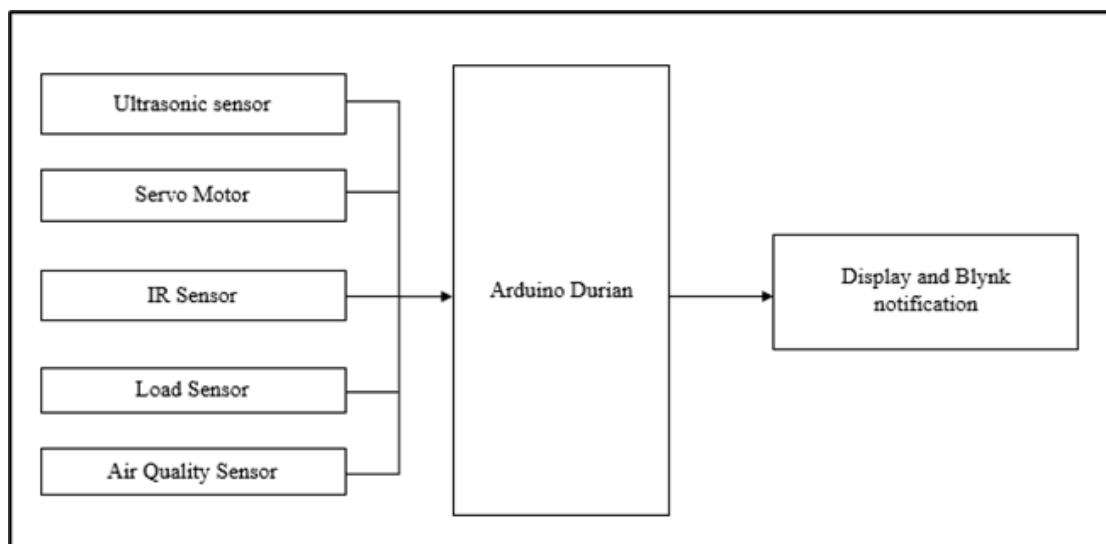 Ultrasonic sensor
Servo Motor
IR Sensor
Load Sensor
Air Quality Sensor
Arduino Durian
Display and Blynk
notification